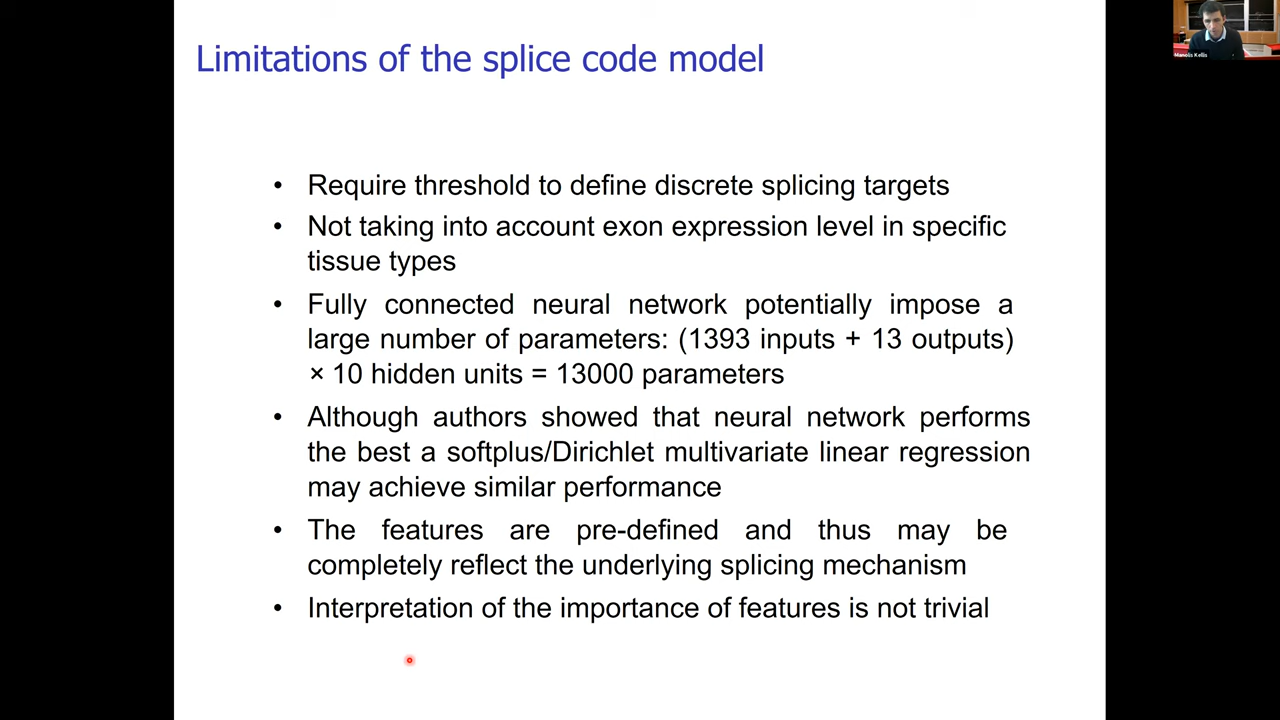 Limitations of the splice code model
Manolis Kellis
• Require threshold to define discrete splicing targets
• Not taking into account exon expression level in specific
tissue types
• Fully connected neural network potentially impose a
large number of parameters: (1393 inputs + 13 outputs)
× 10 hidden units = 13000 parameters
• Although authors showed that neural network performs
the best a softplus/Dirichlet multivariate linear regression
may achieve similar performance
• The features are pre-defined and thus may be
completely reflect the underlying splicing mechanism
• Interpretation of the importance of features is not trivial